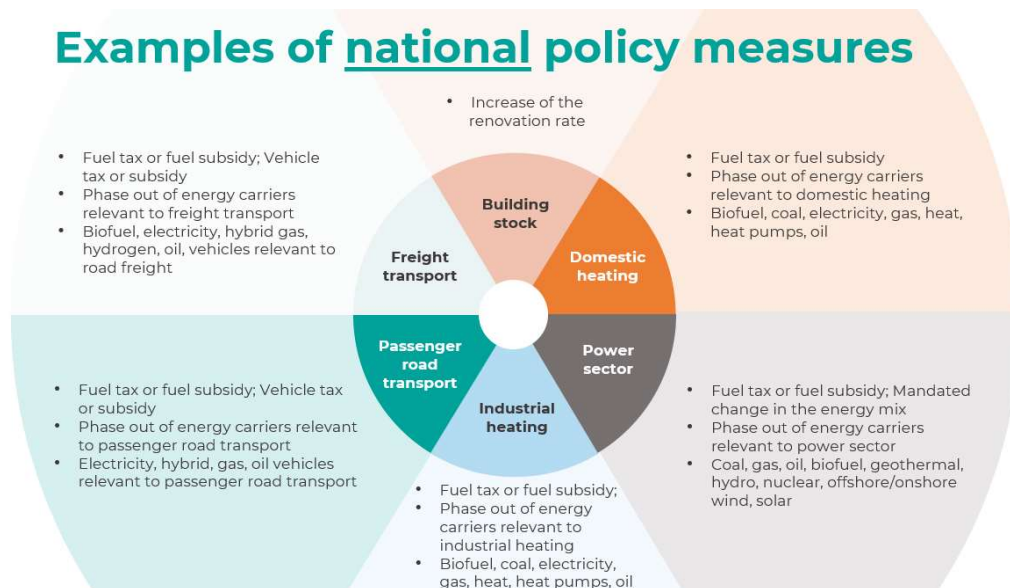 Examples of national policy measures
• Increase of the
renovation rate
• Fuel tax or fuel subsidy; Vehicle
tax or subsidy
• Phase out of energy carriers
relevant to freight transport
• Biofuel, electricity, hybrid gas,
hydrogen, oil, vehicles relevant to
road freight
• Fuel tax or fuel subsidy
• Phase out of energy carriers
relevant to domestic heating
• Biofuel, coal, electricity, gas, heat,
heat pumps, oil
Building
stock
Freight
transport
Domestic
heating
Passenger
road
transport
Power
sector
Industrial
heating
• Fuel tax or fuel subsidy; Vehicle tax
or subsidy
• Phase out of energy carriers relevant
to passenger road transport
• Electricity, hybrid, gas, oil vehicles
relevant to passenger road transport
• Fuel tax or fuel subsidy; Mandated
change in the energy mix
• Phase out of energy carriers
relevant to power sector
• Coal, gas, oil, biofuel, geothermal,
hydro, nuclear, offshore/onshore
wind, solar
• Fuel tax or fuel subsidy;
• Phase out of energy
carriers relevant to
industrial heating
• Biofuel, coal, electricity,
gas, heat, heat pumps, oil